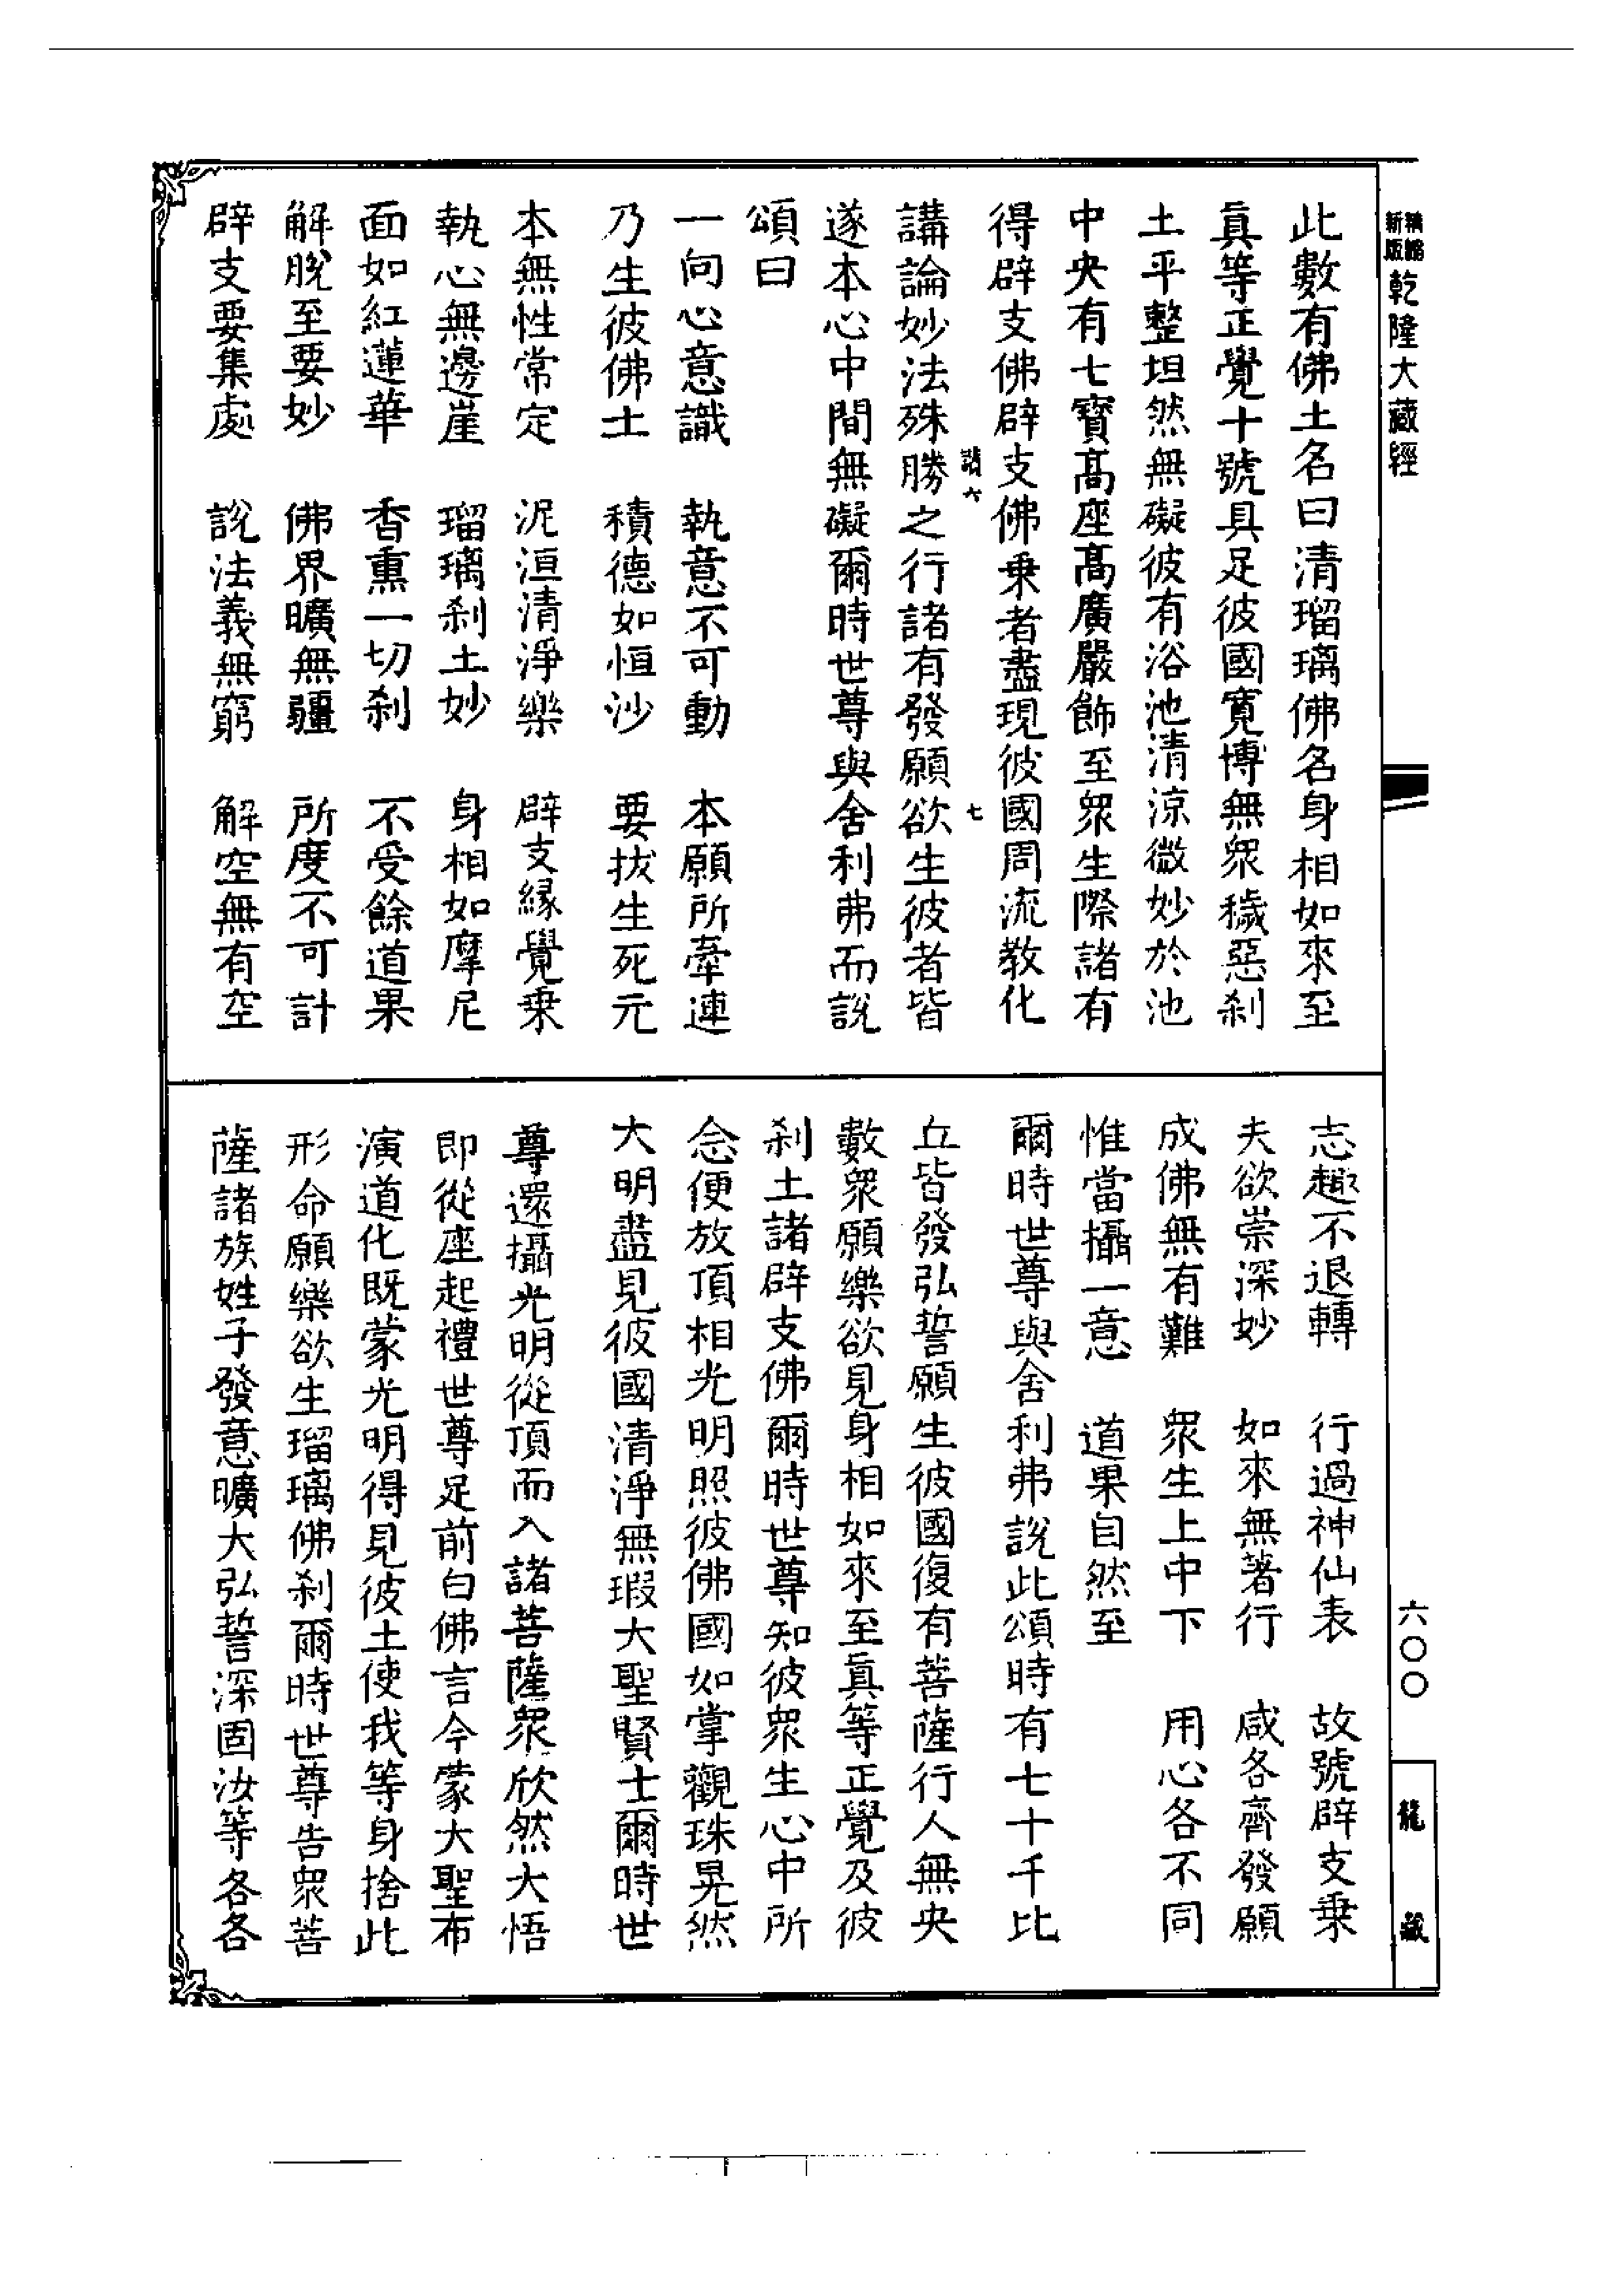 精編新版
乾隆大藏經
此數有佛土名曰清瑠璃佛名身相如來至
真等正覺十號具足彼國寬博無眾穢惡刹
土平整坦然無礙彼有浴池清涼微妙於池
中央有七寶高座高廣嚴飾至眾生際諸有
得辟支佛辟支佛乗者盡現彼國周流教化
七
講論妙法殊勝之行諸有發願欲生彼者皆
遂本心中間無礙爾時世尊與舍利弗而說
頌曰
一向心意識　執意不可動　本願所牽連
乃生彼佛土　積德如恒沙　要拔生死元
本無性常定　泥洹清淨樂　辟支緣覺乗
執心無邊崖　瑠璃刹土妙　身相如摩尼
面如紅蓮華　香熏一切刹　不受餘道果
解脫至要妙　佛界曠無疆　所度不可計
辟支要集處　說法義無窮　解空無有空
志趣不退轉　行過神仙表　故號辟支乗
夫欲崇深妙　如來無著行　咸各齊發願
成佛無有難　眾生上中下　用心各不同
惟當攝一意　道果自然至
爾時世尊與舍利弗說此頌時有七十千比
丘皆發弘誓願生彼國復有菩薩行人無央
數眾願樂欲見身相如來至真等正覺及彼
刹土諸辟支佛爾時世尊知彼眾生心中所
念便放頂相光明照彼佛國如掌觀珠晃然
大明盡見彼國清淨無瑕大聖賢士爾時世
尊還攝光明從頂而入諸菩薩眾欣然大悟
即從座起禮世尊足前白佛言今蒙大聖布
演道化既蒙光明得見彼土使我等身捨此
形命願樂欲生瑠璃佛刹爾時世尊告眾菩
薩諸族姓子發意曠大弘誓深固汝等各各
六〇〇
龍藏